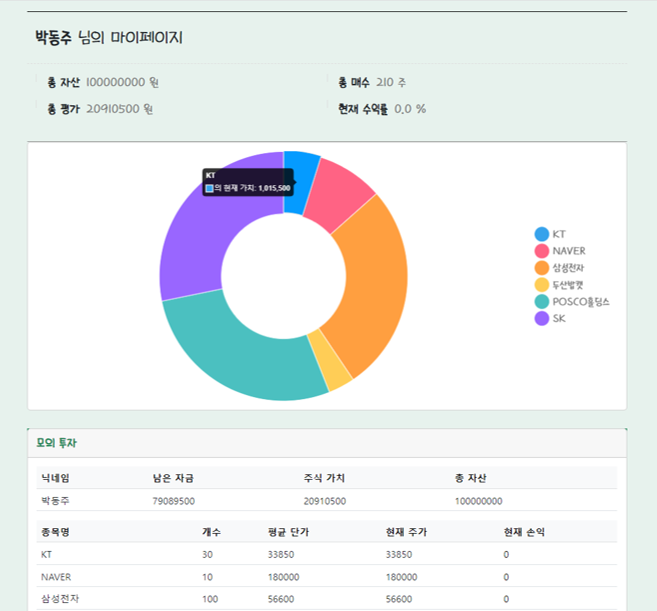 박동주 님의 마이페이지
총 자산 100000000 원 총 매수 210 주
총 평가 20910500 원 현재 수익률 0.0 %
KT
의 현재 가치: 1,015,500
KT
NAVER
삼성전자
두산밥캣
POSCO홀딩스
SK
모의 투자
닉네임 남은 자금 주식 가치 총 자산
박동주 79089500 20910500 100000000
종목명 개수 평균 단가 현재 주가 현재 손익
KT 30 33850 33850 0
NAVER 10 180000 180000 0
삼성전자 100 56600 56600 0